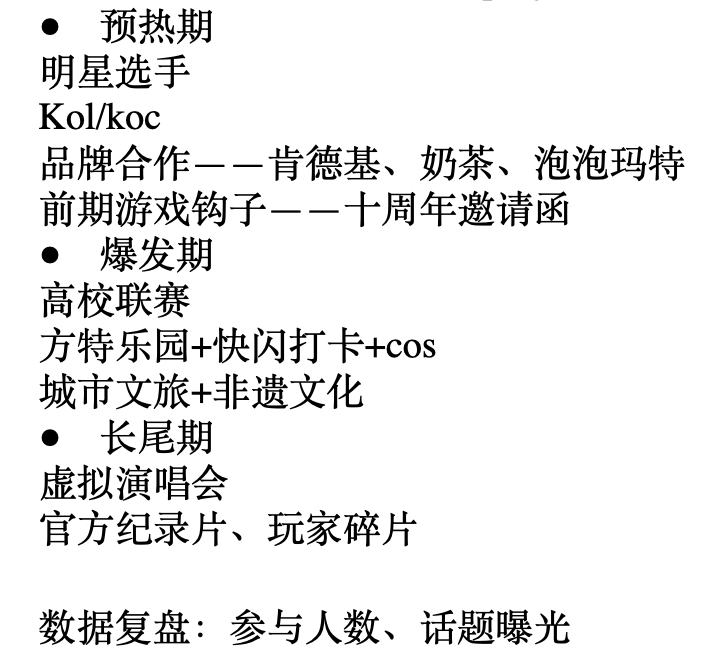 ● 预热期
明星选手
Kol/koc
品牌合作——肯德基、奶茶、泡泡玛特
前期游戏钩子——十周年邀请函
● 爆发期
高校联赛
方特乐园+快闪打卡+cos
城市文旅+非遗文化
● 长尾期
虚拟演唱会
官方纪录片、玩家碎片
数据复盘：参与人数、话题曝光